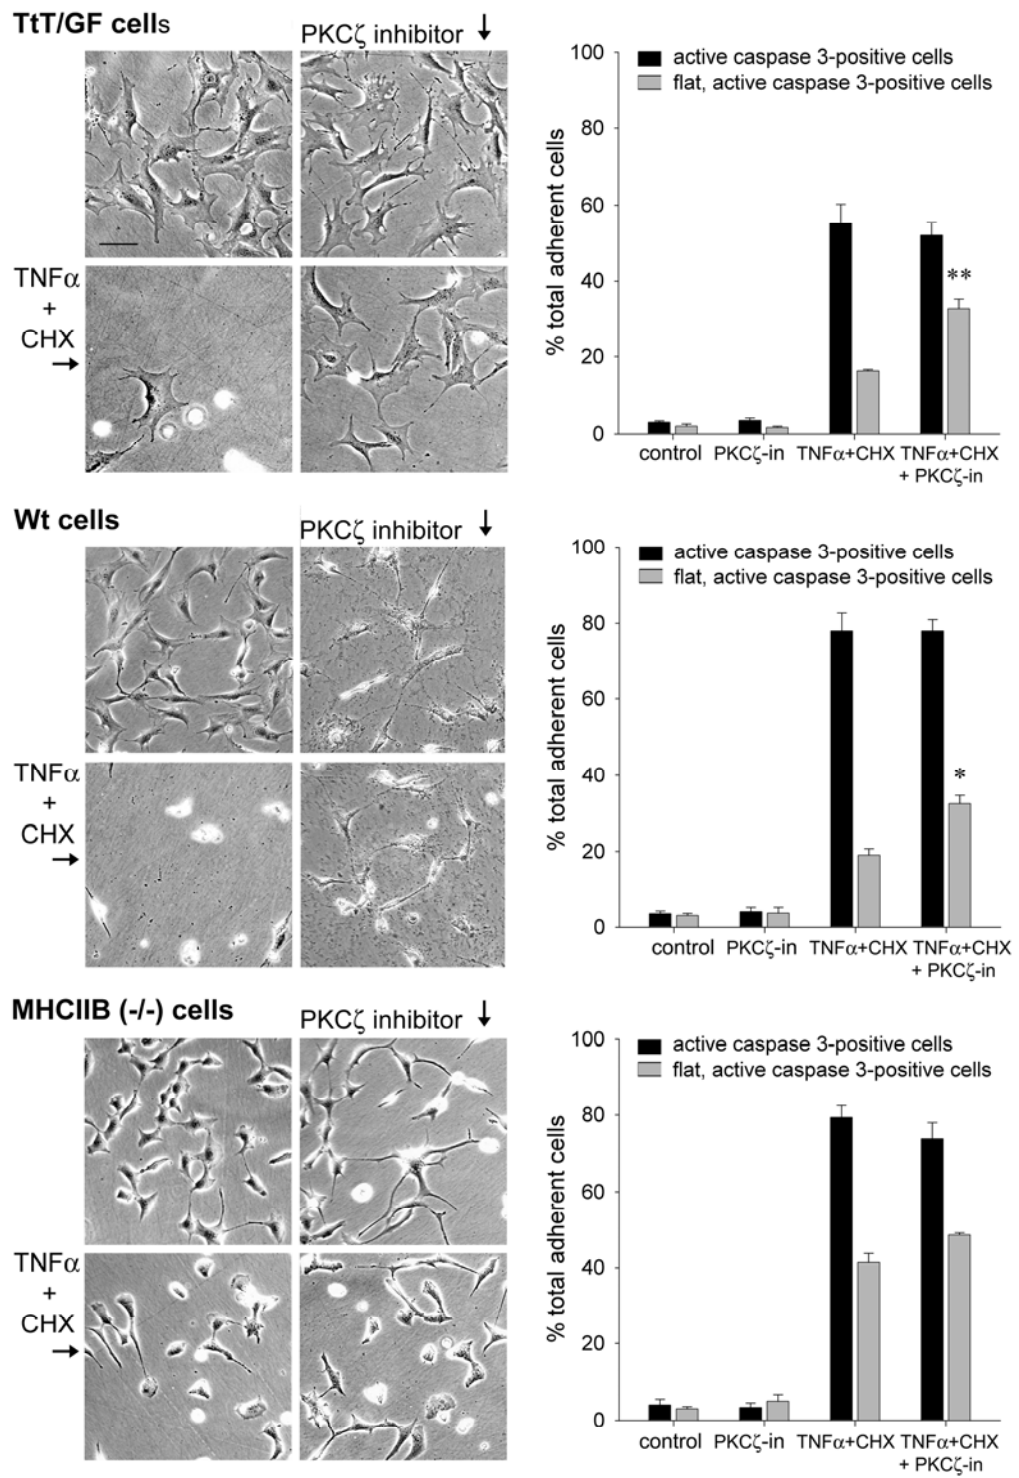 TtT/GF cells
PKCζ inhibitor ↓
TNFα
+
CHX
→
100
80
60
40
20
0
% total adherent cells
active caspase 3-positive cells
flat, active caspase 3-positive cells
**
control PKCζ-in TNFα+CHX TNFα+CHX
+ PKCζ-in
Wt cells
PKCζ inhibitor ↓
TNFα
+
CHX
→
100
80
60
40
20
0
% total adherent cells
active caspase 3-positive cells
flat, active caspase 3-positive cells
*
control PKCζ-in TNFα+CHX TNFα+CHX
+ PKCζ-in
MHCIIB (-/-) cells
PKCζ inhibitor ↓
TNFα
+
CHX
→
100
80
60
40
20
0
% total adherent cells
active caspase 3-positive cells
flat, active caspase 3-positive cells
control PKCζ-in TNFα+CHX TNFα+CHX
+ PKCζ-in